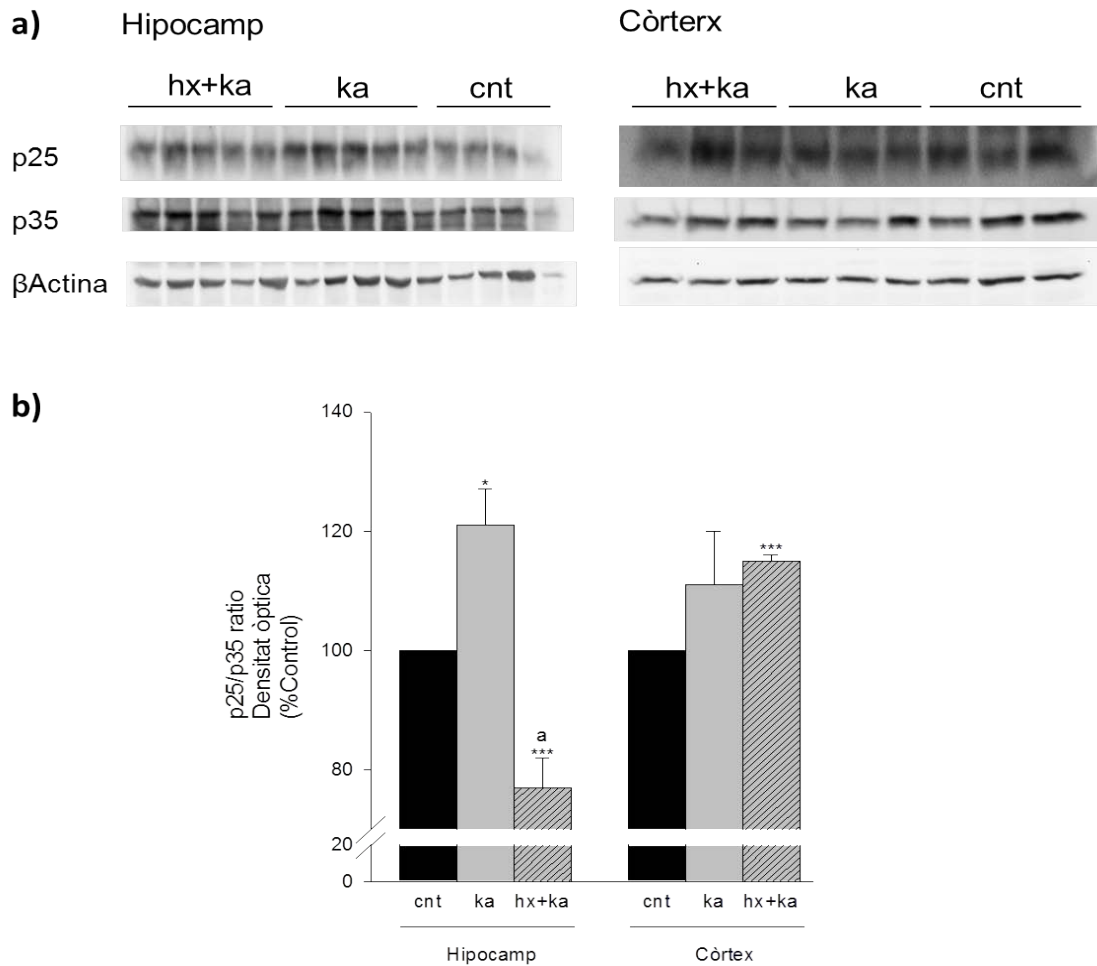 a)
Hipocamp
Còrterx
hx+ka ka cnt
hx+ka ka cnt
p25
p35
βActina
b)
140
120
100
80
20
0
p25/p35 ratio
Densitat òptica
(%Control)
*
a
***
***
cnt ka hx+ka
cnt ka hx+ka
Hipocamp
Còrtex